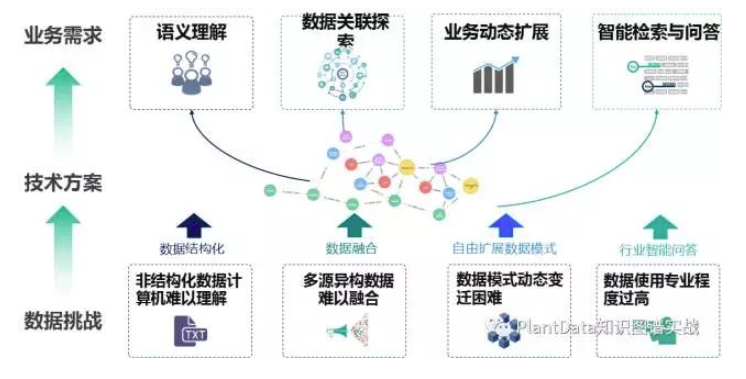 业务需求
语义理解
数据关联探
索
业务动态扩展
智能检索与问答
技术方案
数据结构化
数据融合
自由扩展数据模式
行业智能问答
数据挑战
非结构化数据计
算机难以理解
TXT
多源异构数据
难以融合
数据模式动态变
迁困难
数据使用专业程
度过高
PlantData知识图谱实战